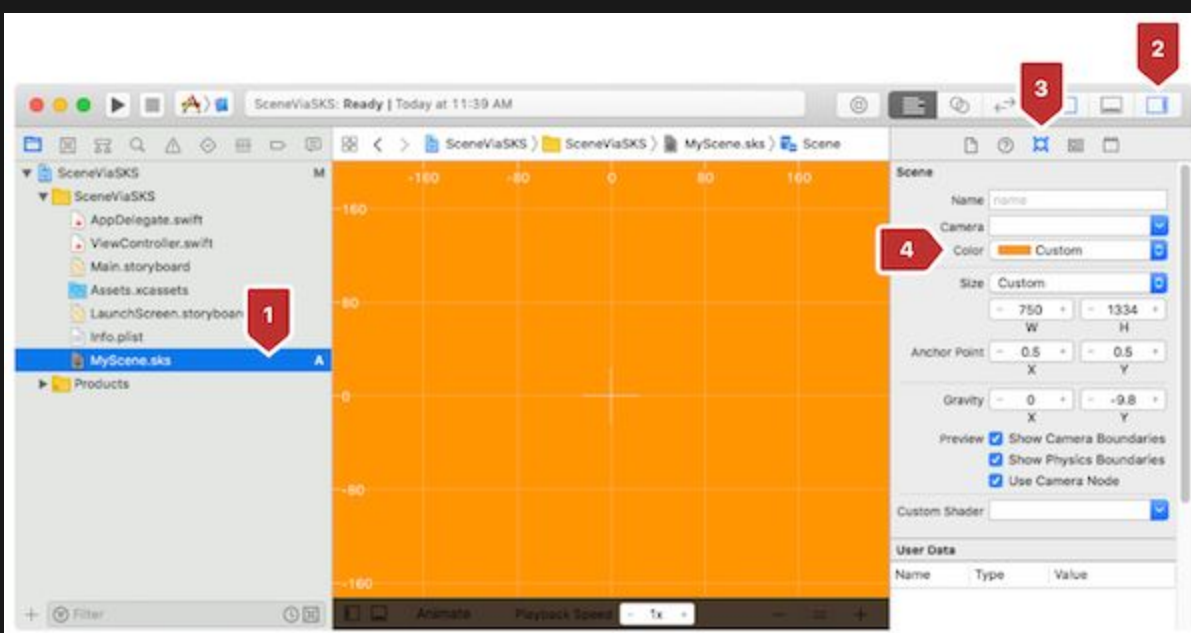 2
3
SceneViaSKS: Ready | Today at 11:39 AM
SceneViaSKS
M
SceneViaSKS
AppDelegate.swift
ViewController.swift
Main.storyboard
Assets.xcassets
LaunchScreen.storyboar
1
Info.plist
MyScene.sks
A
Products
Filter
SceneViaSKS 〉 SceneViaSKS 〉 MyScene.sks 〉 Scene
-160 -80 0 80 160
160
80
0
-80
-160
Animate Playback Speed - 1x +
Scene
Name name
Camera
4
Color Custom
Size Custom
- 750 + - 1334 +
W H
Anchor Point - 0.5 + - 0.5 +
X Y
Gravity - 0 + - -9.8 +
X Y
Preview Show Camera Boundaries
Show Physics Boundaries
Use Camera Node
Custom Shader
User Data
Name Type Value